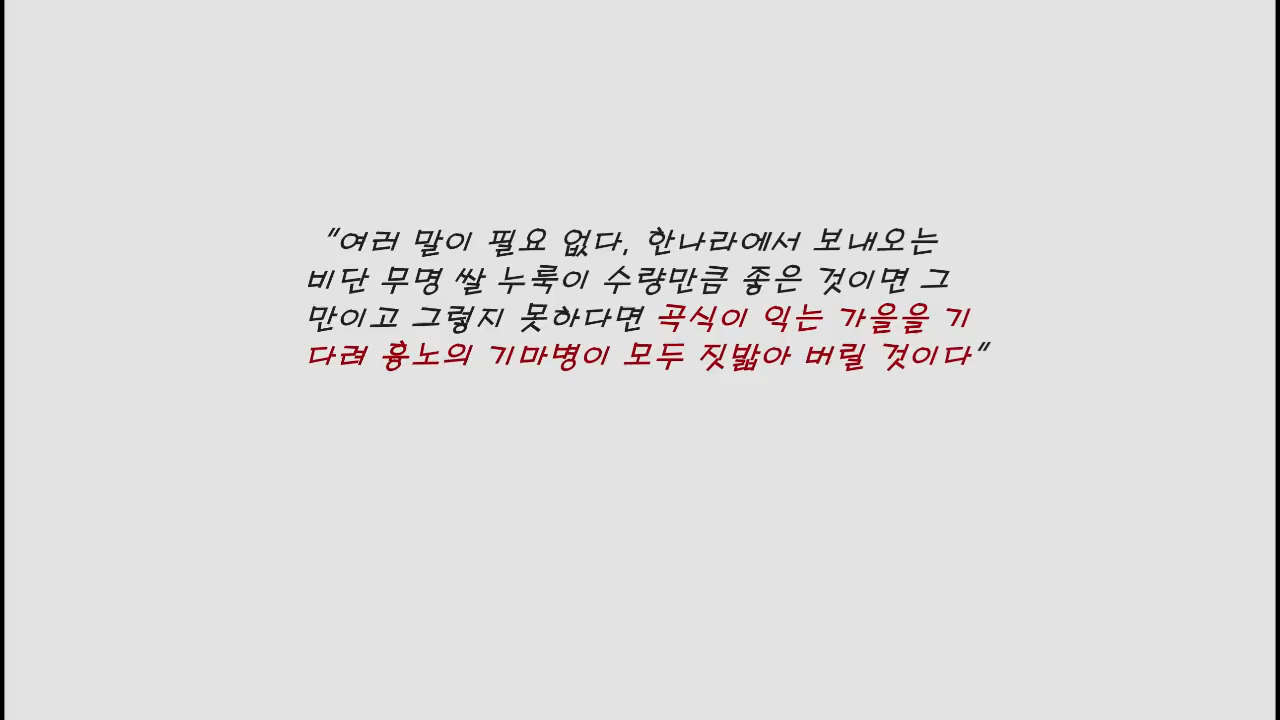 "여러 말이 필요 없다, 한나라에서 보내오는
비단 무명 쌀 누룩이 수량만큼 좋은 것이면 그
만이고 그렇지 못하다면 곡식이 익는 가을을 기
다려 흉노의 기마병이 모두 짓밟아 버릴 것이다"